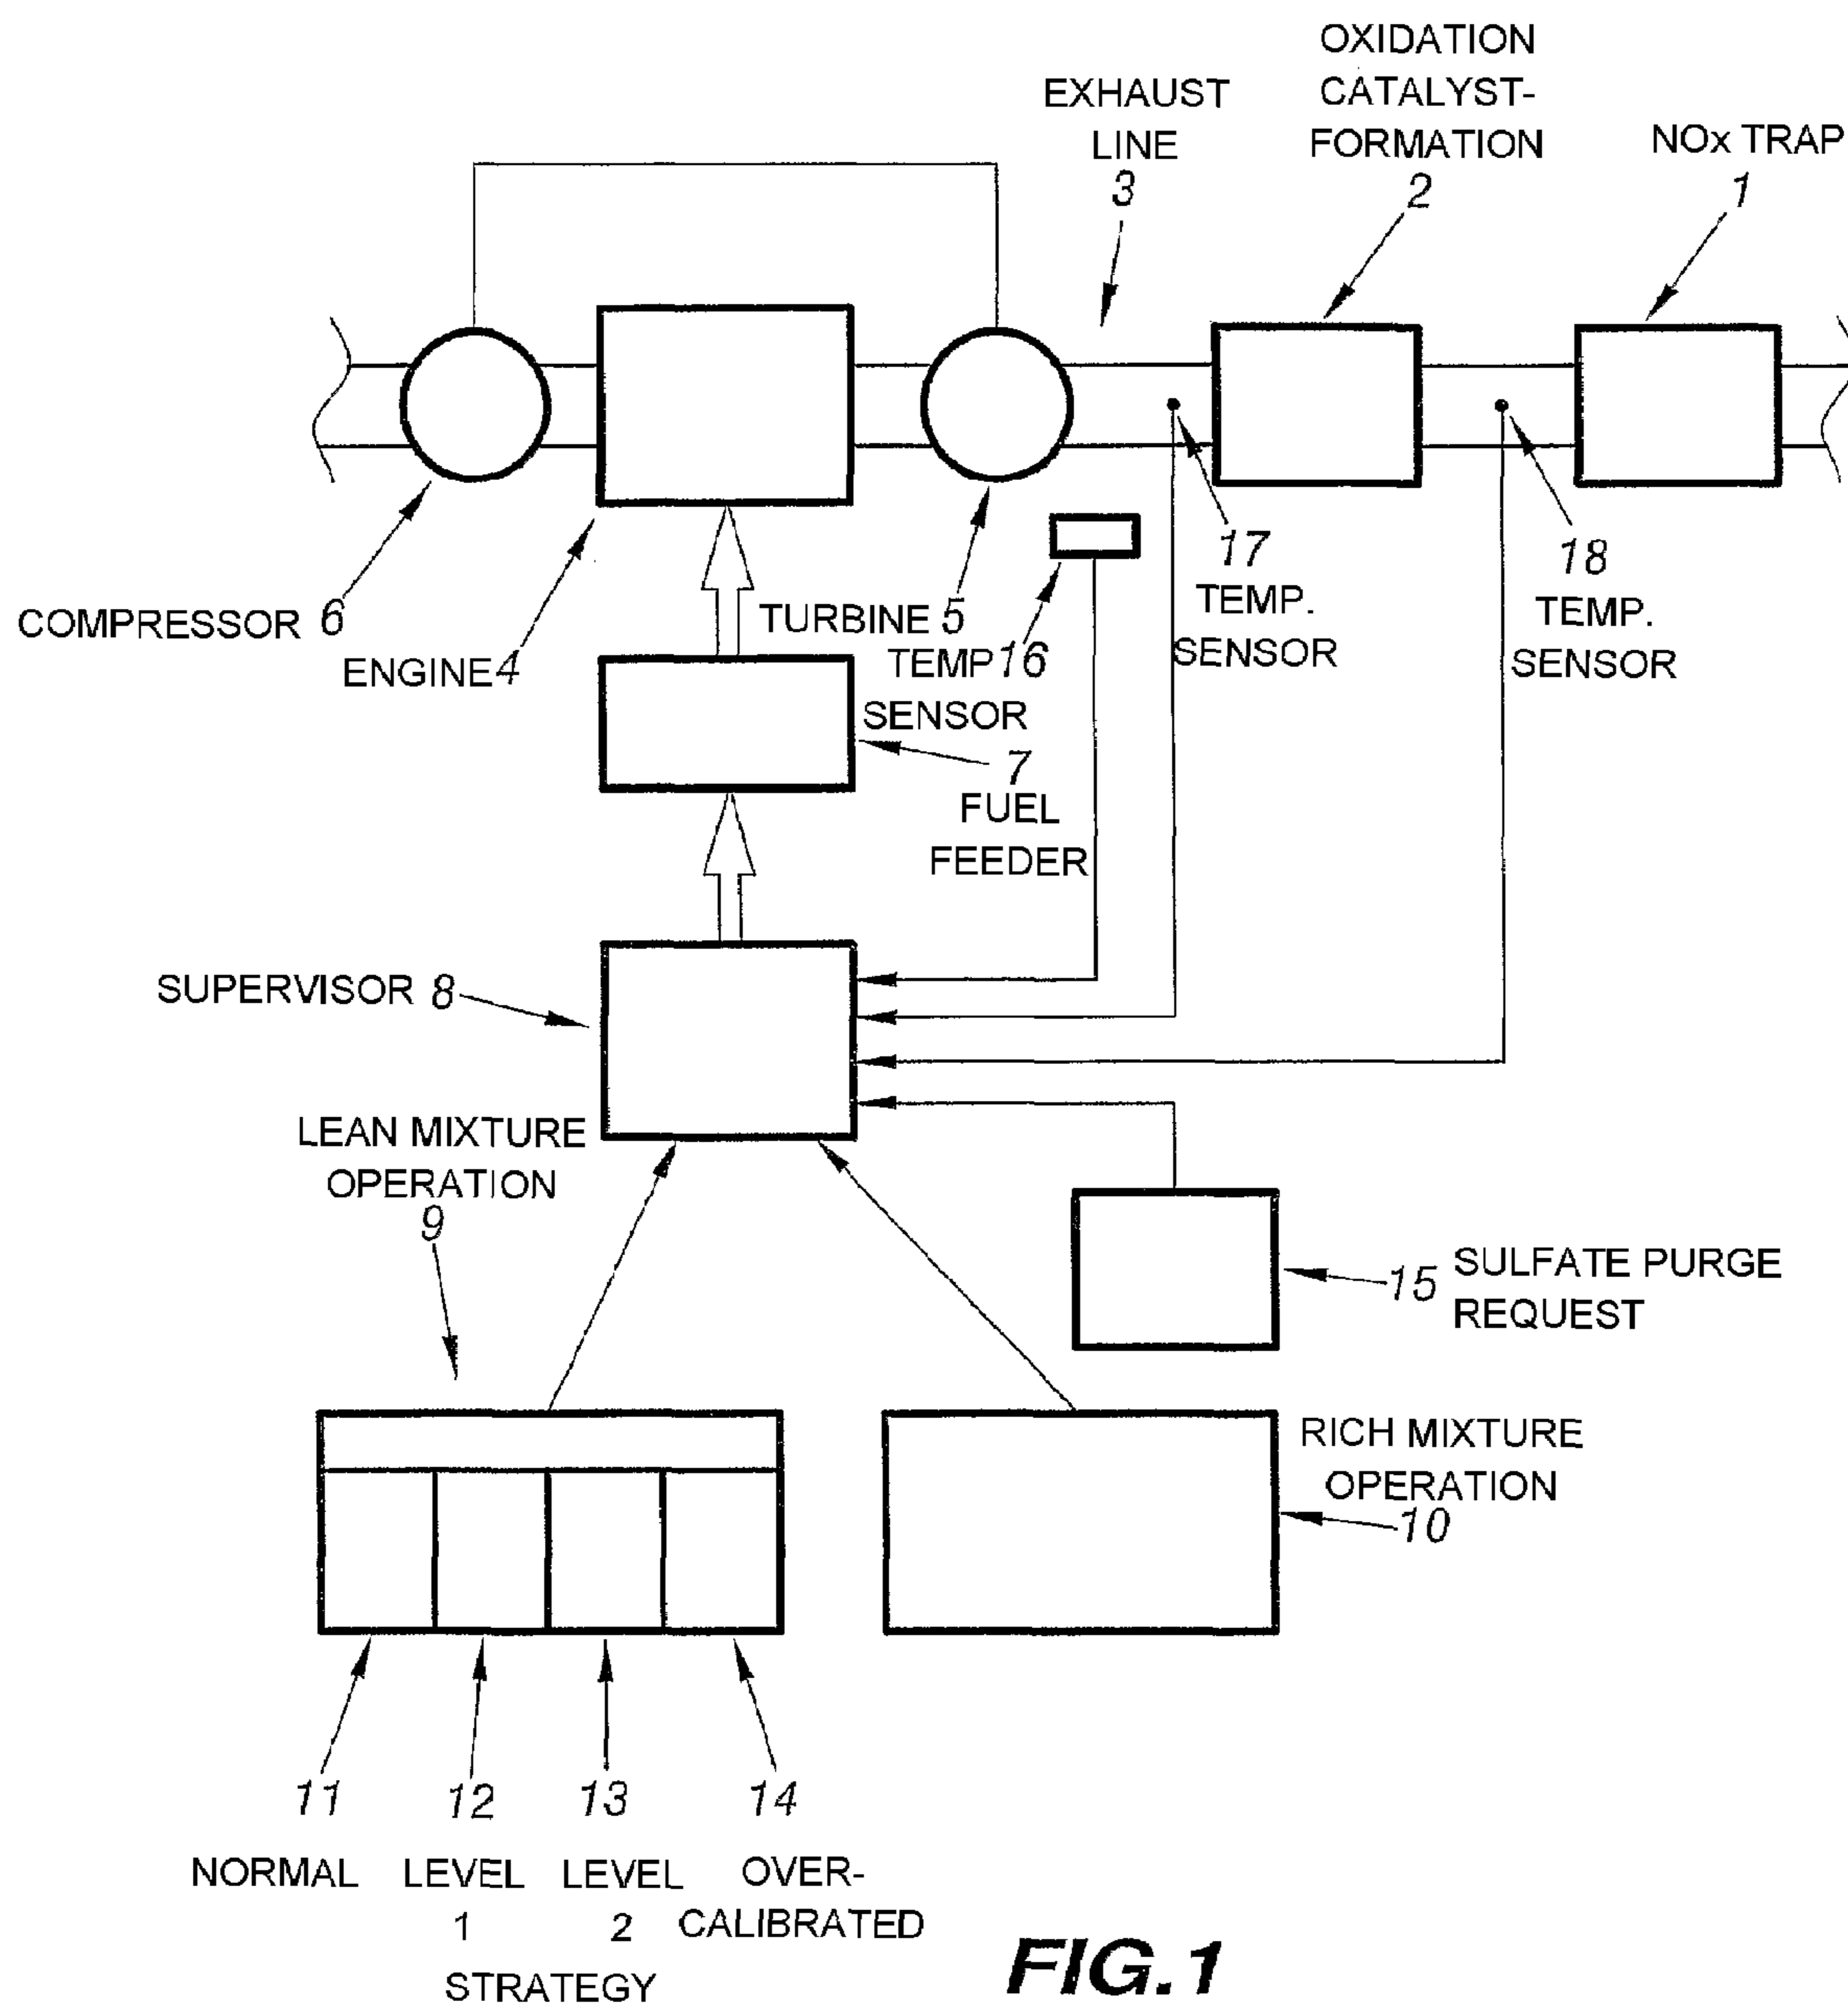 OXIDATION
CATALYST-
FORMATION
2
EXHAUST
LINE
3
NOx TRAP
1
COMPRESSOR 6
ENGINE 4
TURBINE 5
TEMP 16
SENSOR
17
TEMP.
SENSOR
18
TEMP.
SENSOR
7
FUEL
FEEDER
SUPERVISOR 8
LEAN MIXTURE
OPERATION
9
15 SULFATE PURGE
REQUEST
RICH MIXTURE
OPERATION
10
11 12 13 14
NORMAL LEVEL LEVEL OVER-
1 2 CALIBRATED
STRATEGY
FIG.1